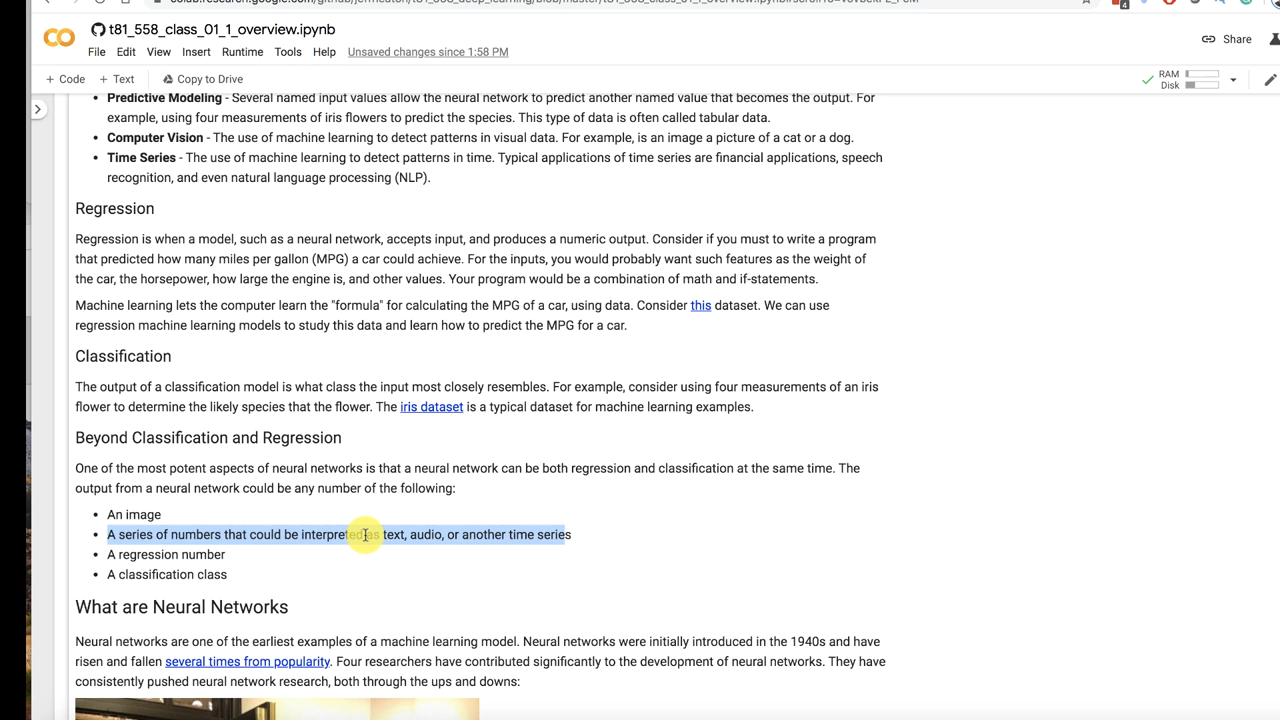 t81_558_class_01_1_overview.ipynb
File Edit View Insert Runtime Tools Help Unsaved changes since 1:58 PM
Share
+ Code + Text Copy to Drive
RAM
Disk
4
• Predictive Modeling - Several named input values allow the neural network to predict another named value that becomes the output. For
example, using four measurements of iris flowers to predict the species. This type of data is often called tabular data.
• Computer Vision - The use of machine learning to detect patterns in visual data. For example, is an image a picture of a cat or a dog.
• Time Series - The use of machine learning to detect patterns in time. Typical applications of time series are financial applications, speech
recognition, and even natural language processing (NLP).
Regression
Regression is when a model, such as a neural network, accepts input, and produces a numeric output. Consider if you must to write a program
that predicted how many miles per gallon (MPG) a car could achieve. For the inputs, you would probably want such features as the weight of
the car, the horsepower, how large the engine is, and other values. Your program would be a combination of math and if-statements.
Machine learning lets the computer learn the "formula" for calculating the MPG of a car, using data. Consider this dataset. We can use
regression machine learning models to study this data and learn how to predict the MPG for a car.
Classification
The output of a classification model is what class the input most closely resembles. For example, consider using four measurements of an iris
flower to determine the likely species that the flower. The iris dataset is a typical dataset for machine learning examples.
Beyond Classification and Regression
One of the most potent aspects of neural networks is that a neural network can be both regression and classification at the same time. The
output from a neural network could be any number of the following:
• An image
• A series of numbers that could be interpreted as text, audio, or another time series
• A regression number
• A classification class
What are Neural Networks
Neural networks are one of the earliest examples of a machine learning model. Neural networks were initially introduced in the 1940s and have
risen and fallen several times from popularity. Four researchers have contributed significantly to the development of neural networks. They have
consistently pushed neural network research, both through the ups and downs: